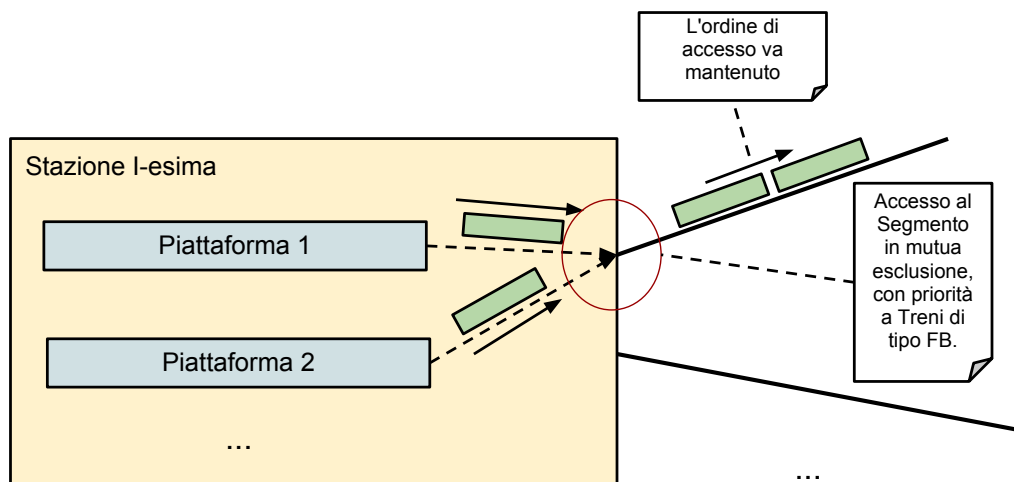 L'ordine di
accesso va
mantenuto
Stazione I-esima
Piattaforma 1
Piattaforma 2
...
Accesso al
Segmento
in mutua
esclusione,
con priorità
a Treni di
tipo FB.
...